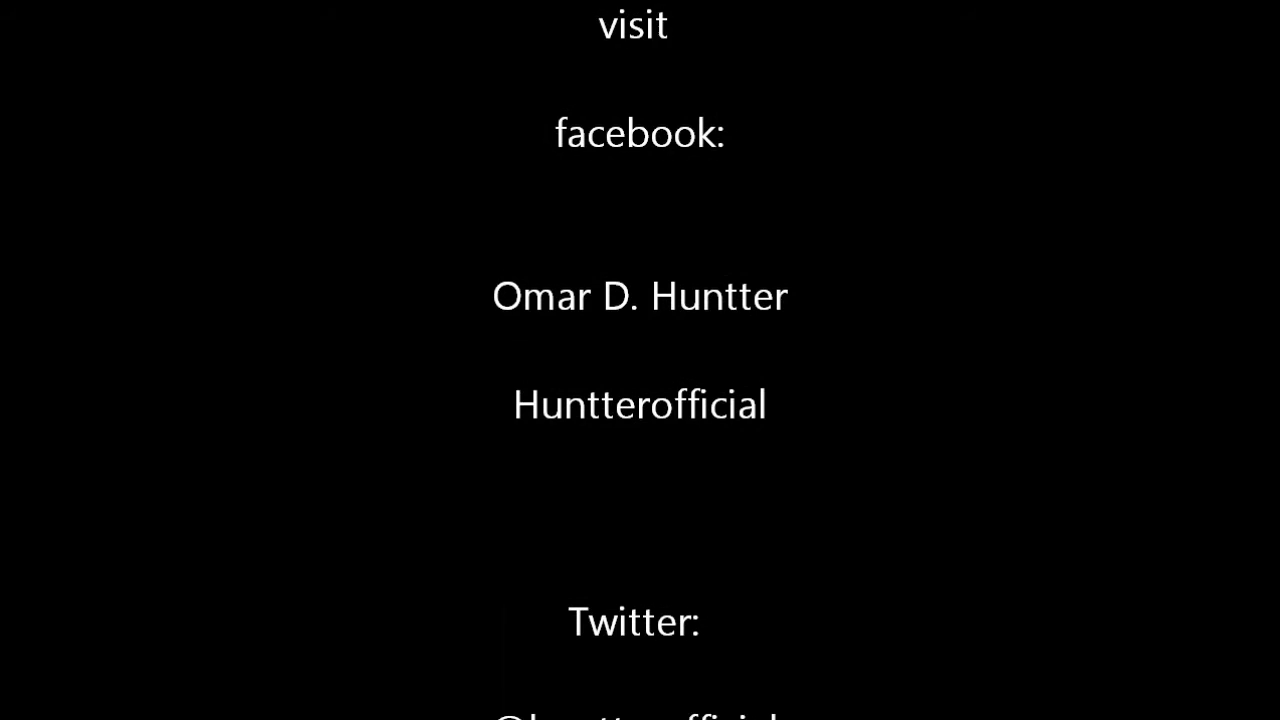 visit
facebook:
Omar D. Huntter
Huntterofficial
Twitter: